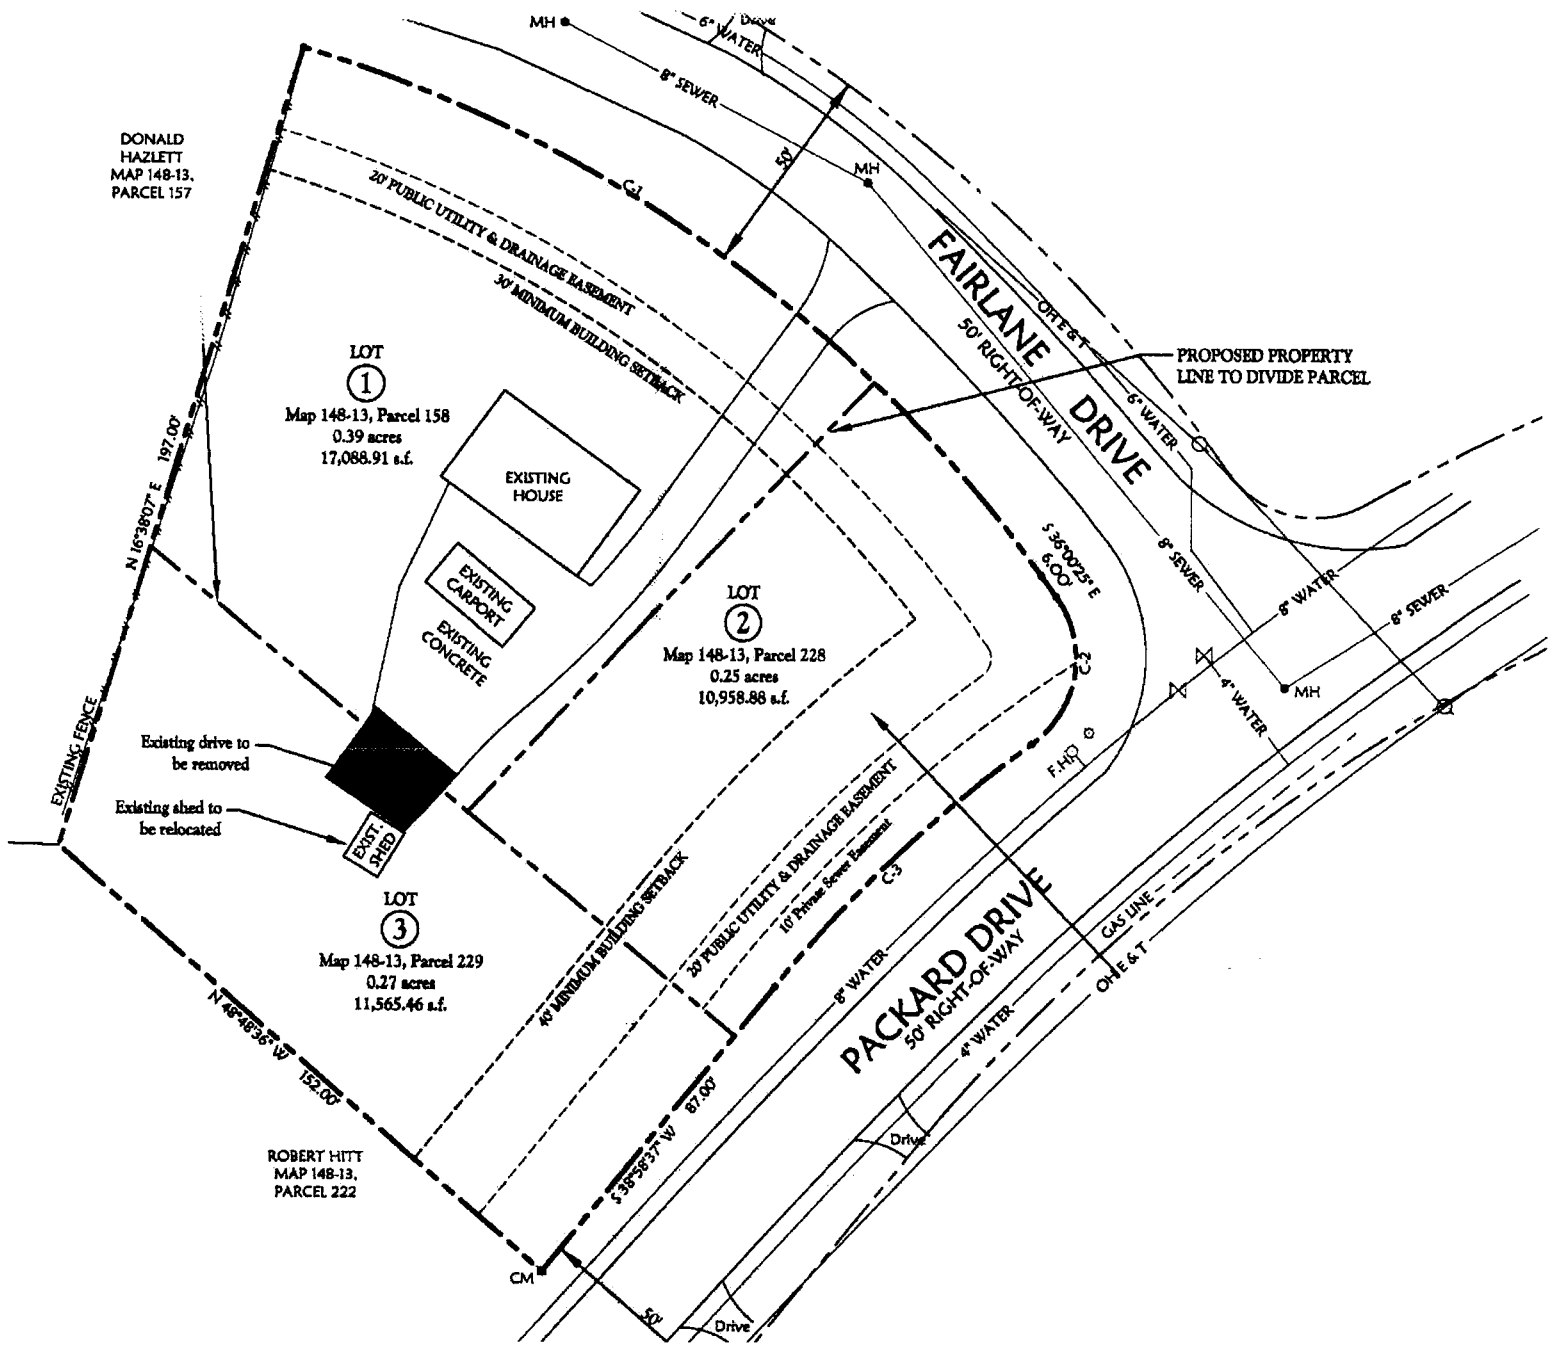 MH
6" WATER
Drive
8" SEWER
DONALD
HAZLETT
MAP 148-13,
PARCEL 157
50'
MH
C-1
20' PUBLIC UTILITY & DRAINAGE EASEMENT
30' MINIMUM BUILDING SETBACK
FAIRLANE DRIVE
50' RIGHT-OF-WAY
OH E & T
6" WATER
PROPOSED PROPERTY
LINE TO DIVIDE PARCEL
LOT
1
Map 148-13, Parcel 158
0.39 acres
17,088.91 s.f.
N 16°38'07" E 197.00'
EXISTING
HOUSE
EXISTING
CARPORT
EXISTING
CONCRETE
S 36°00'25" E
6.00'
8" SEWER
8" WATER
8" SEWER
LOT
2
Map 148-13, Parcel 228
0.25 acres
10,958.88 s.f.
C-2
4" WATER
MH
F.H.
EXISTING FENCE
Existing drive to
be removed
Existing shed to
be relocated
EXIST.
SHED
LOT
3
Map 148-13, Parcel 229
0.27 acres
11,565.46 s.f.
40' MINIMUM BUILDING SETBACK
20' PUBLIC UTILITY & DRAINAGE EASEMENT
10' Private Sewer Easement
C-3
8" WATER
PACKARD DRIVE
50' RIGHT-OF-WAY
GAS LINE
OH E & T
4" WATER
N 48°48'36" W
152.00'
S 38°58'37" W 87.00'
ROBERT HITT
MAP 148-13,
PARCEL 222
CM
50'
Drive
Drive